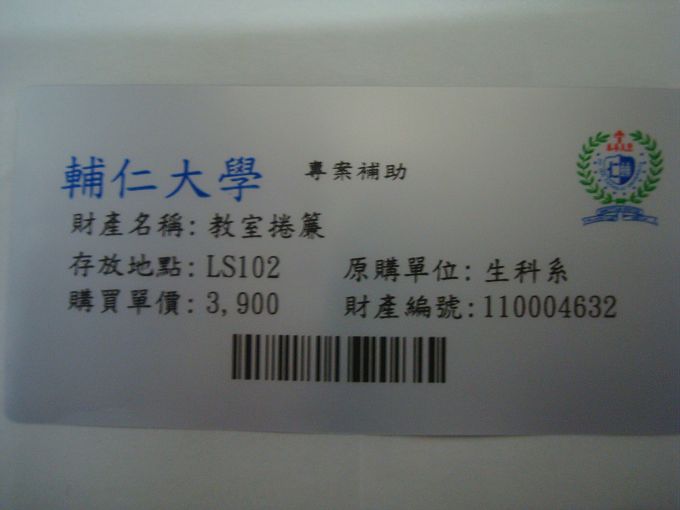 輔仁大學 專案補助
財產名稱: 教室捲簾
存放地點: LS102 原購單位: 生科系
購買單價: 3,900 財產編號: 110004632